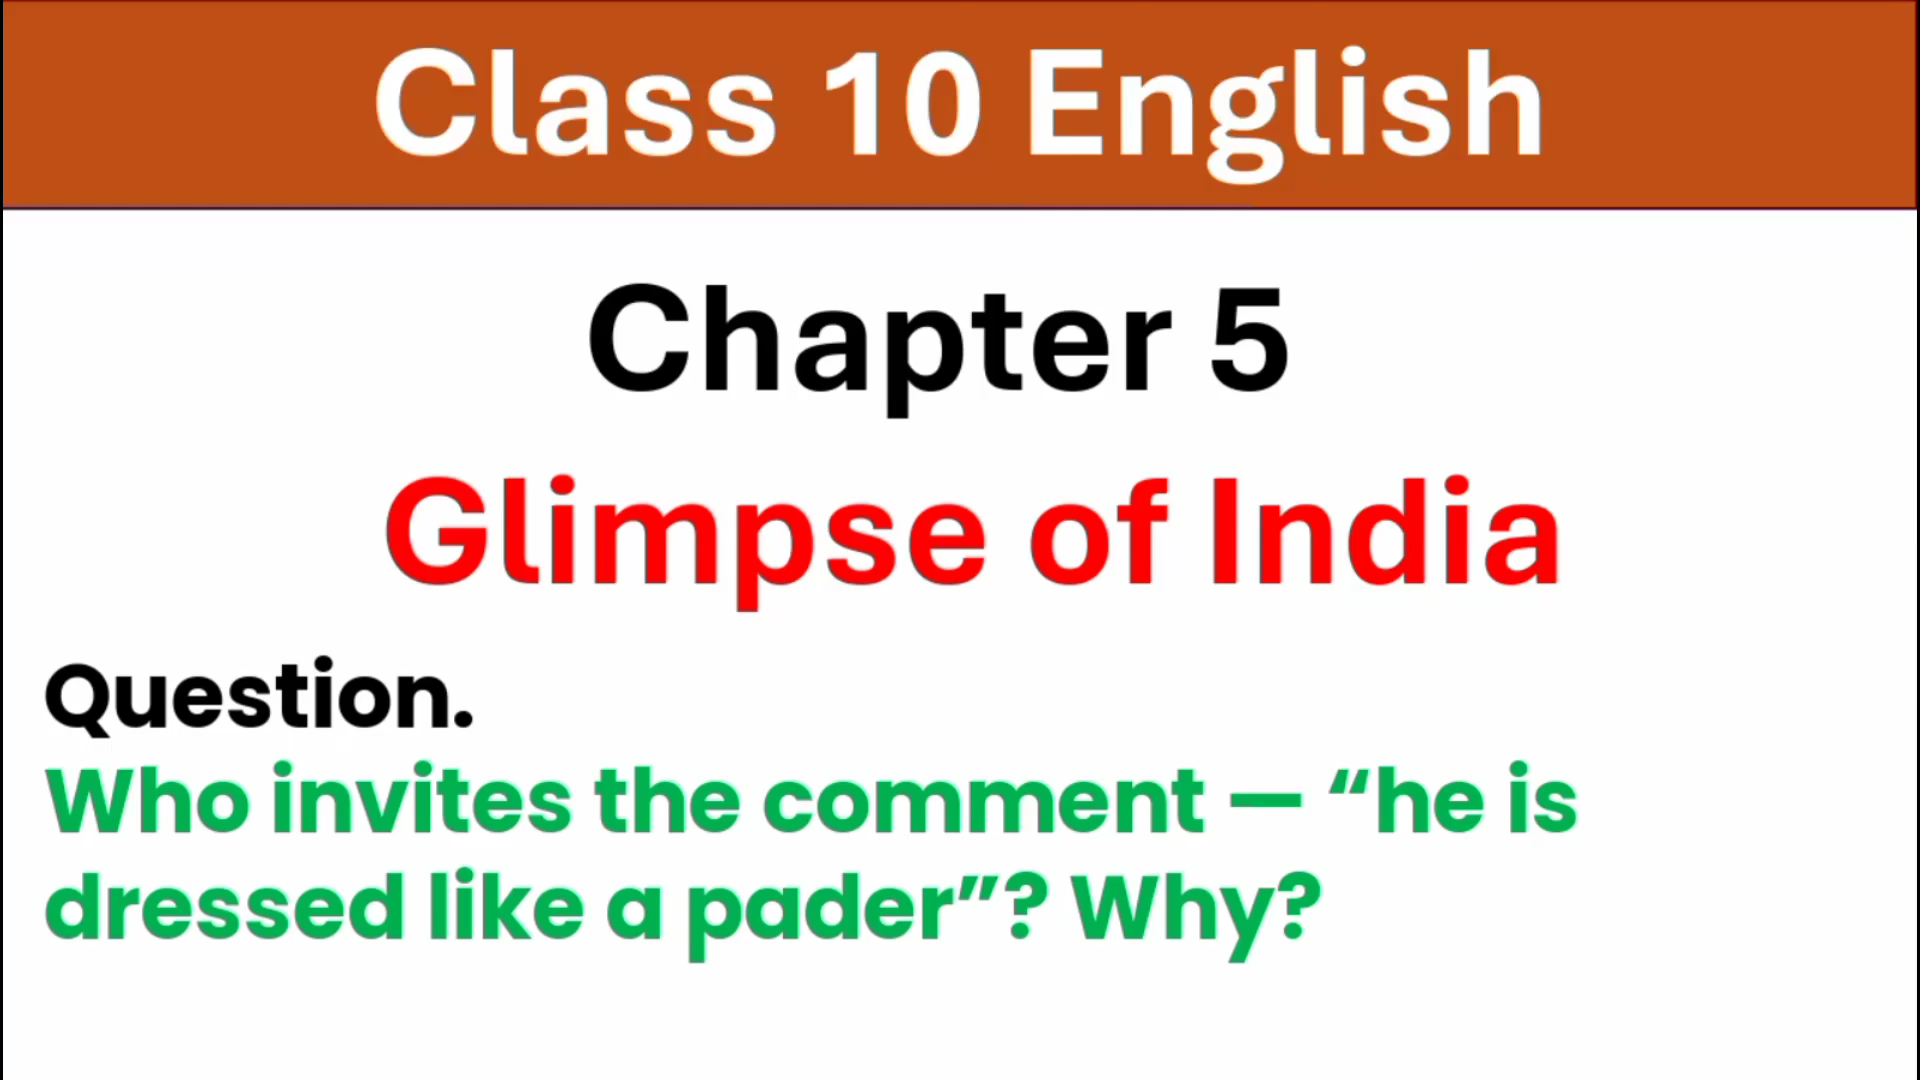 Class 10 English
Chapter 5
Glimpse of India
Question.
Who invites the comment — “he is
dressed like a pader”? Why?